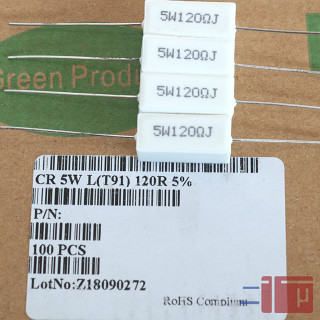 5W120ΩJ
5W120ΩJ
Green Produ
5W120ΩJ
5W120ΩJ
CR 5W L(T91) 120R 5%
P/N:
100 PCS
LotNo:Z18090272
RoHS Compliant
μ